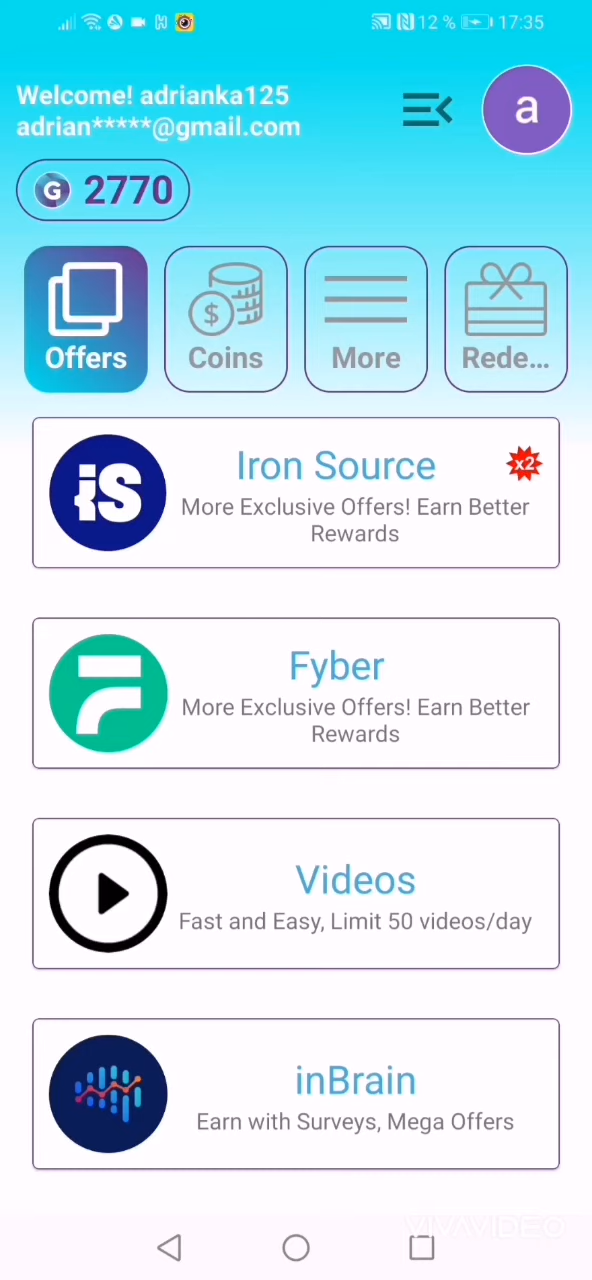 12 % 17:35
Welcome! adrianka125
adrian*****@gmail.com
G 2770
Offers
Coins
More
Rede...
iS
Iron Source
x2
More Exclusive Offers! Earn Better
Rewards
Fyber
More Exclusive Offers! Earn Better
Rewards
Videos
Fast and Easy, Limit 50 videos/day
inBrain
Earn with Surveys, Mega Offers
VIVAVIDEO
a